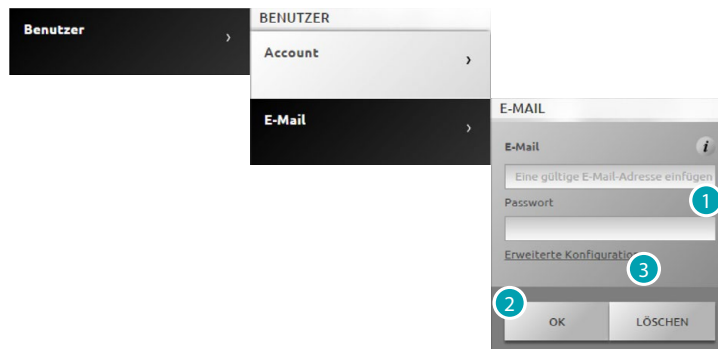 Benutzer
BENUTZER
Account
E-Mail
E-MAIL
E-Mail
i
Eine gültige E-Mail-Adresse einfügen
1
Passwort
Erweiterte Konfiguration
3
2
OK
LÖSCHEN